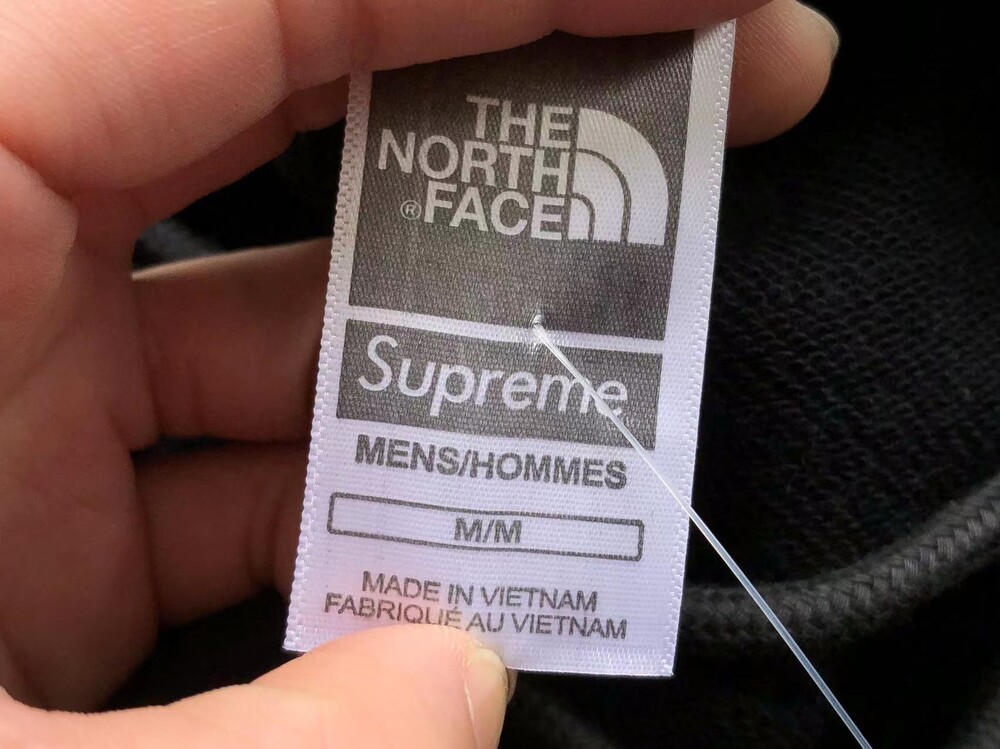 THE
NORTH
®FACE
Supreme
MENS/HOMMES
M/M
MADE IN VIETNAM
FABRIQUÉ AU VIETNAM